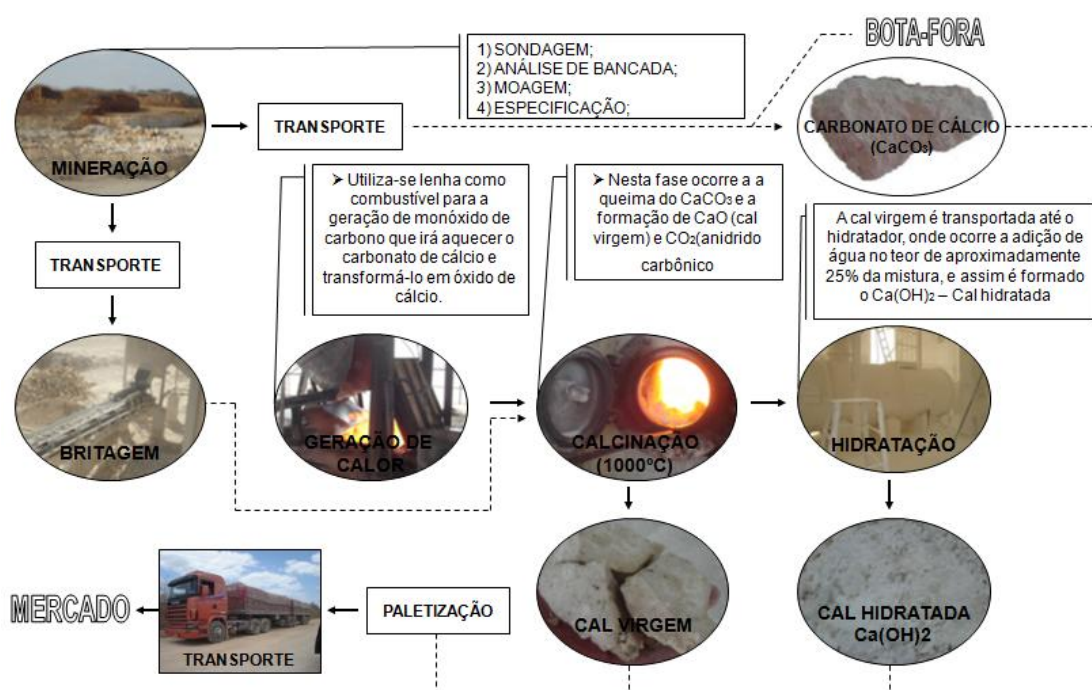 1) SONDAGEM;
2) ANÁLISE DE BANCADA;
3) MOAGEM;
4) ESPECIFICAÇÃO;
BOTA-FORA
MINERAÇÃO
TRANSPORTE
CARBONATO DE CÁLCIO
(CaCO₃)
➤ Utiliza-se lenha como
combustível para a
geração de monóxido de
carbono que irá aquecer o
carbonato de cálcio e
transformá-lo em óxido de
cálcio.
➤ Nesta fase ocorre a a
queima do CaCO₃ e a
formação de CaO (cal
virgem) e CO₂(anidrido
carbônico
A cal virgem é transportada até o
hidratador, onde ocorre a adição de
água no teor de aproximadamente
25% da mistura, e assim é formado
o Ca(OH)₂ – Cal hidratada
TRANSPORTE
BRITAGEM
GERAÇÃO DE
CALOR
CALCINAÇÃO
(1000ºC)
HIDRATAÇÃO
MERCADO
TRANSPORTE
PALETIZAÇÃO
CAL VIRGEM
CAL HIDRATADA
Ca(OH)2